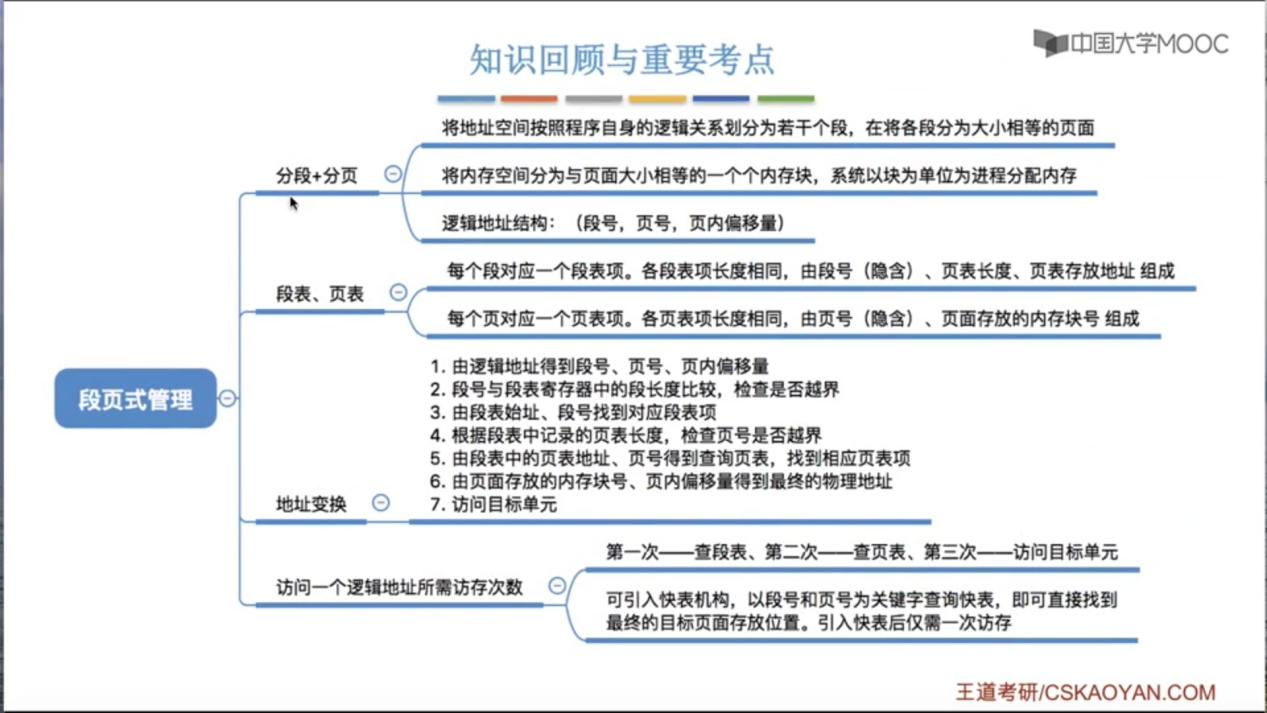 知识回顾与重要考点
中国大学MOOC
将地址空间按照程序自身的逻辑关系划分为若干个段，在将各段分为大小相等的页面
分段+分页
将内存空间分为与页面大小相等的一个个内存块，系统以块为单位为进程分配内存
逻辑地址结构：（段号，页号，页内偏移量）
每个段对应一个段表项。各段表项长度相同，由段号（隐含）、页表长度、页表存放地址 组成
段表、页表
每个页对应一个页表项。各页表项长度相同，由页号（隐含）、页面存放的内存块号 组成
段页式管理
1. 由逻辑地址得到段号、页号、页内偏移量
2. 段号与段表寄存器中的段长度比较，检查是否越界
3. 由段表始址、段号找到对应段表项
4. 根据段表中记录的页表长度，检查页号是否越界
5. 由段表中的页表地址、页号得到查询页表，找到相应页表项
6. 由页面存放的内存块号、页内偏移量得到最终的物理地址
7. 访问目标单元
地址变换
第一次——查段表、第二次——查页表、第三次——访问目标单元
访问一个逻辑地址所需访存次数
可引入快表机构，以段号和页号为关键字查询快表，即可直接找到
最终的目标页面存放位置。引入快表后仅需一次访存
王道考研/CSKAOYAN.COM